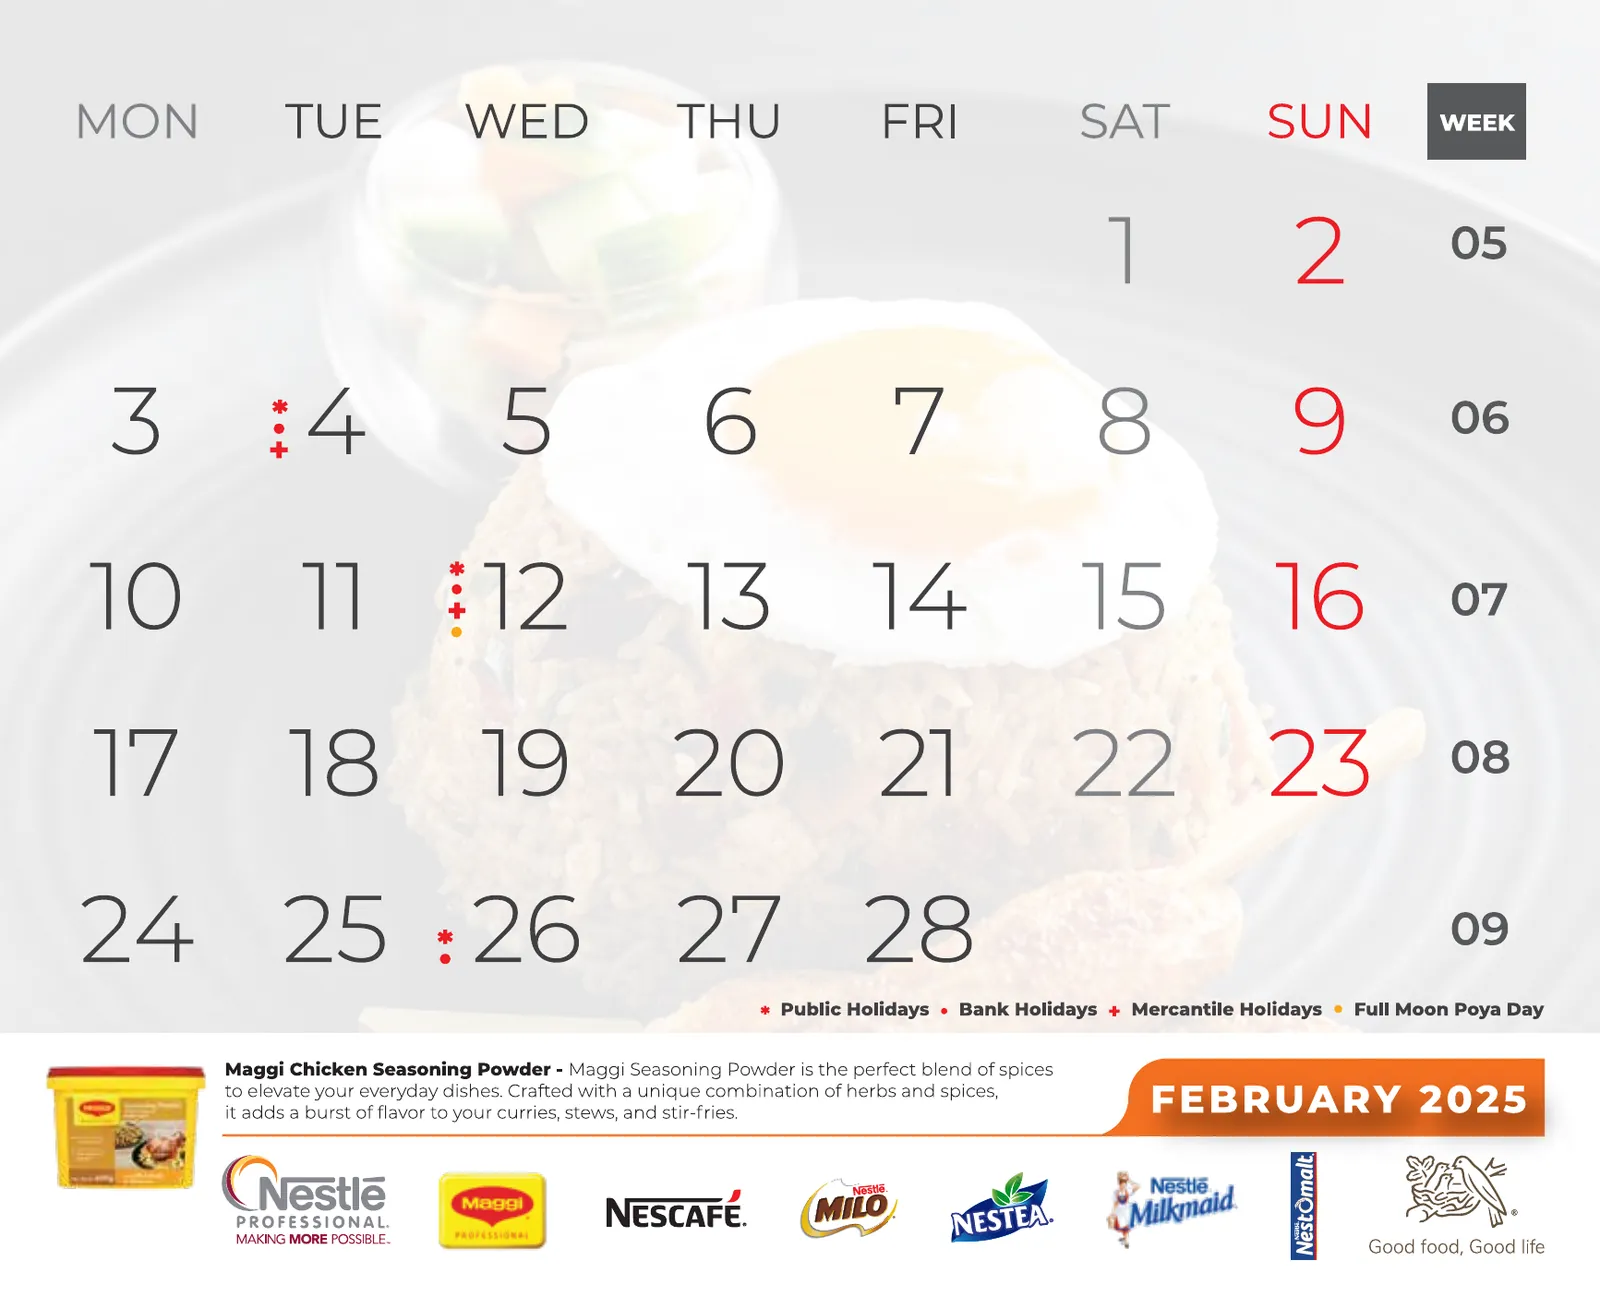 MON TUE WED THU FRI SAT SUN WEEK
1 2 05
3 * • + 4 5 6 7 8 9 06
10 11 * • + • 12 13 14 15 16 07
17 18 19 20 21 22 23 08
24 25 * • 26 27 28 09
* Public Holidays • Bank Holidays + Mercantile Holidays • Full Moon Poya Day
Maggi Chicken Seasoning Powder - Maggi Seasoning Powder is the perfect blend of spices
to elevate your everyday dishes. Crafted with a unique combination of herbs and spices,
it adds a burst of flavor to your curries, stews, and stir-fries.
FEBRUARY 2025
Nestlé
PROFESSIONAL.
MAKING MORE POSSIBLE.
Maggi
PROFESSIONAL
NESCAFÉ.
Nestlé
MILO
NESTEA
Nestlé
Milkmaid
NESTLÉ NESTOMALT.
Good food, Good life